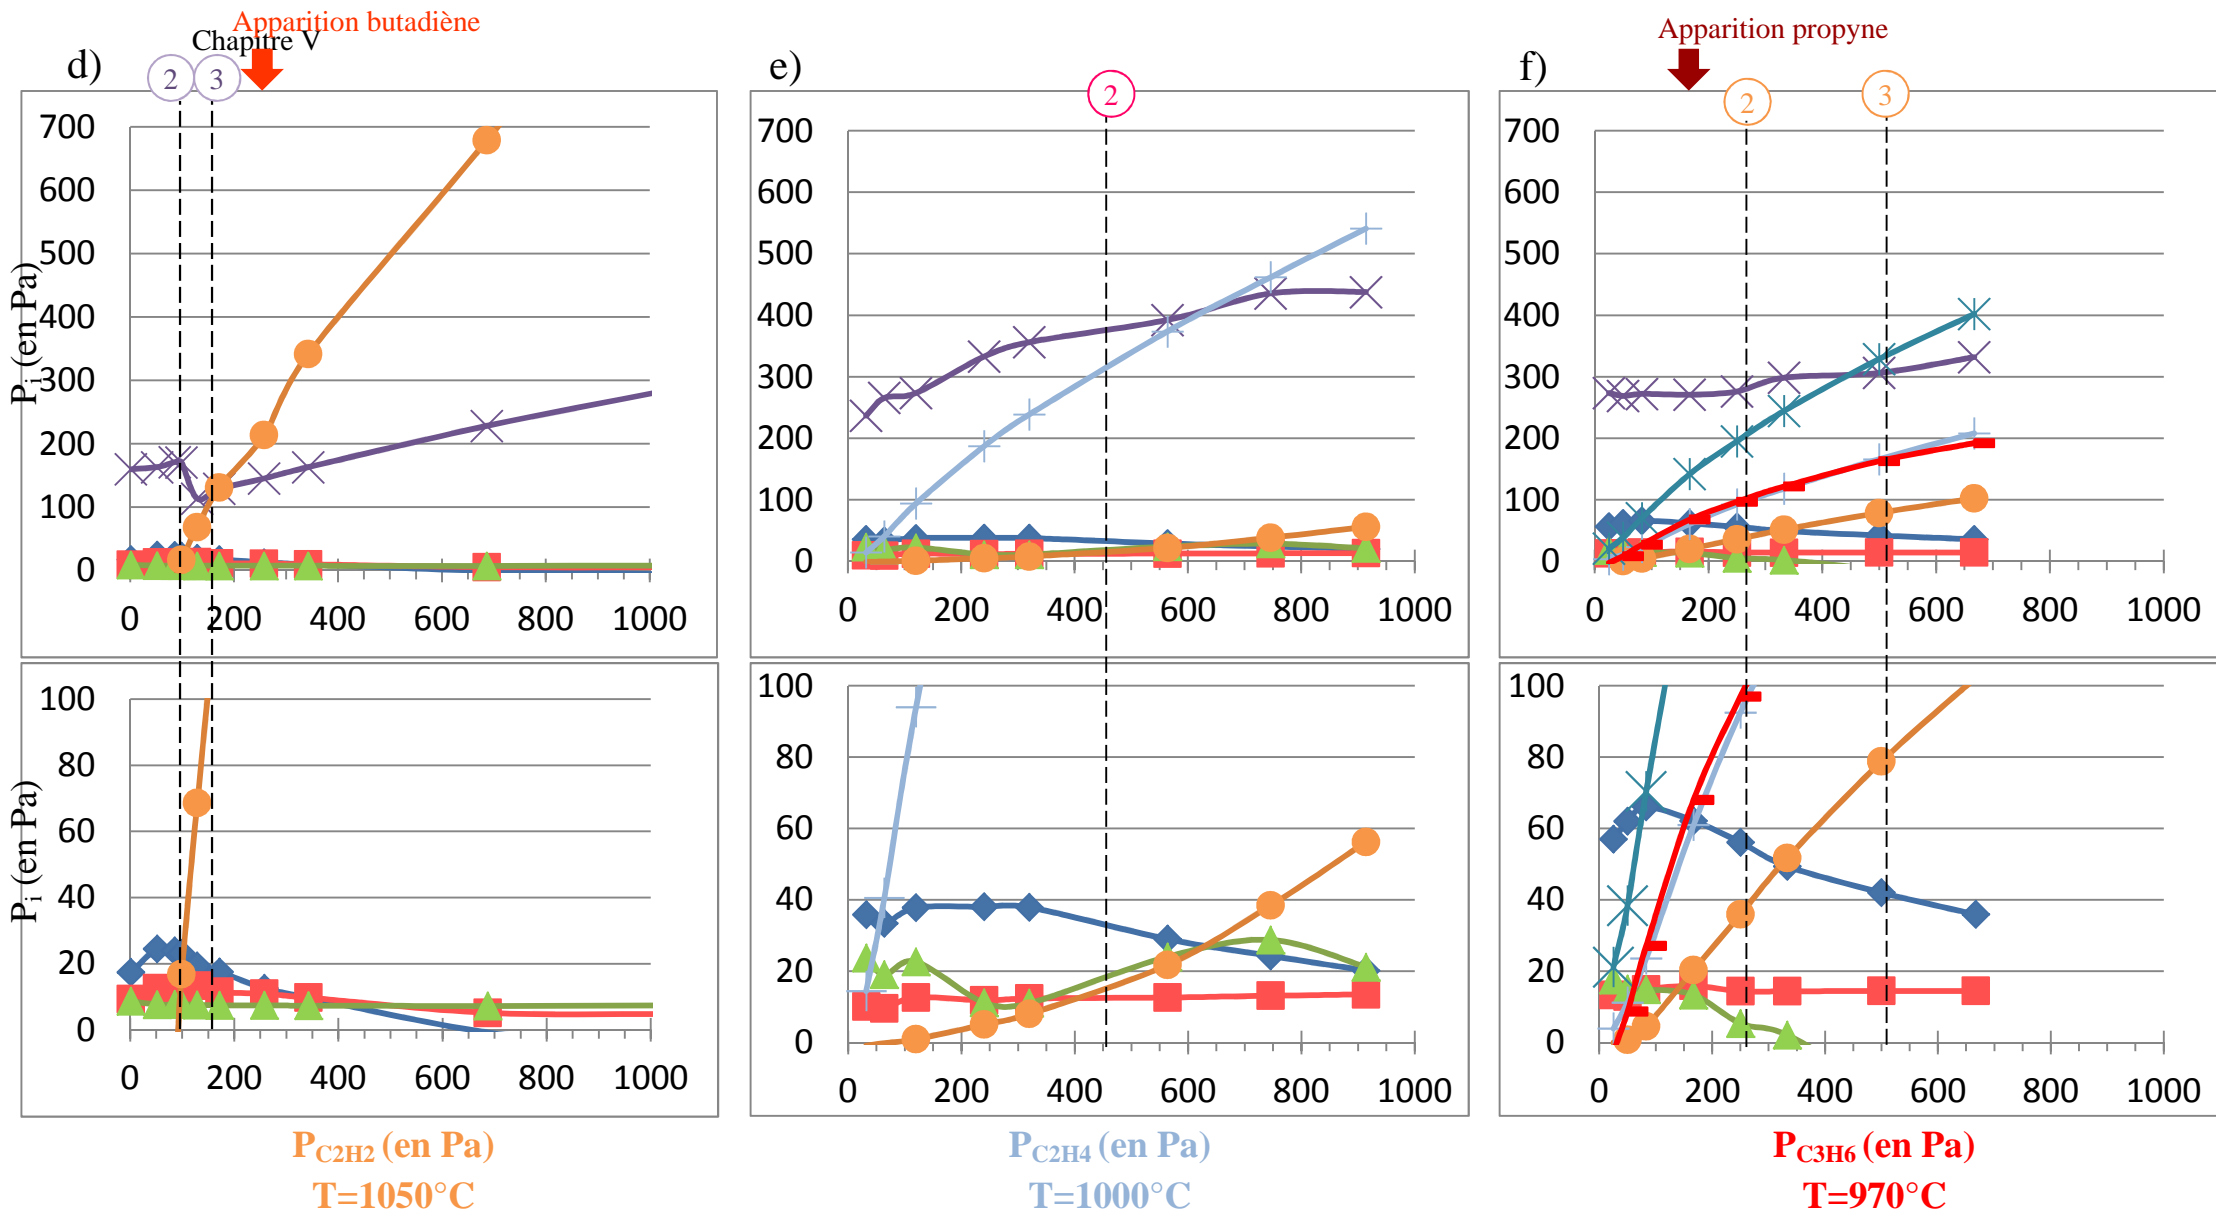 Apparition butadiène
Chapitre V
Apparition propyne
d)
2
3
e)
2
f)
2
3
700
600
500
400
300
200
100
0
0 200 400 600 800 1000
P_i (en Pa)
700
600
500
400
300
200
100
0
0 200 400 600 800 1000
700
600
500
400
300
200
100
0
0 200 400 600 800 1000
100
80
60
40
20
0
0 200 400 600 800 1000
P_i (en Pa)
100
80
60
40
20
0
0 200 400 600 800 1000
100
80
60
40
20
0
0 200 400 600 800 1000
P_C2H2 (en Pa)
T=1050°C
P_C2H4 (en Pa)
T=1000°C
P_C3H6 (en Pa)
T=970°C